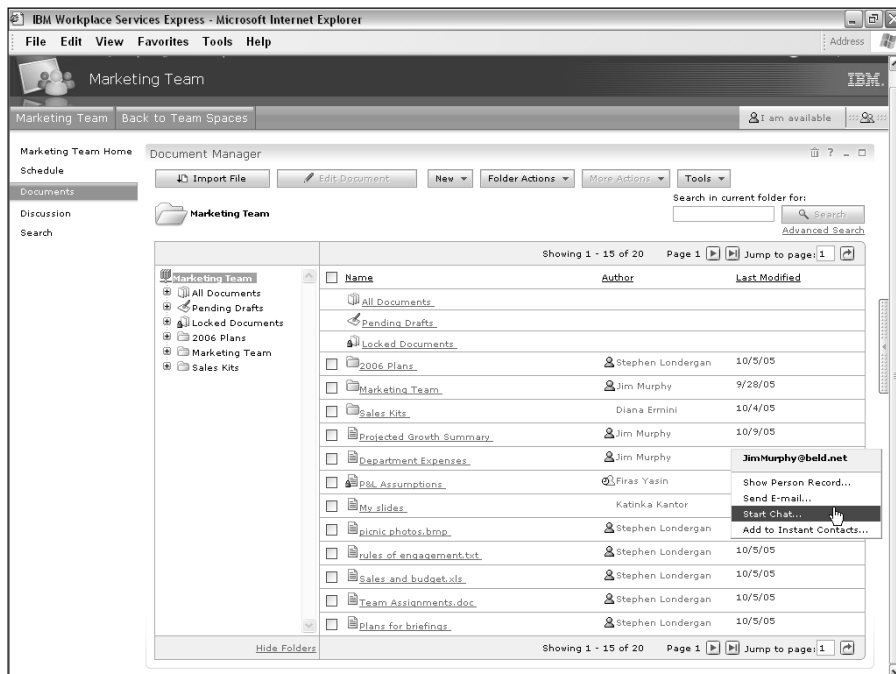 IBM Workplace Services Express - Microsoft Internet Explorer
File Edit View Favorites Tools Help Address
Marketing Team IBM.
Marketing Team Back to Team Spaces I am available
Marketing Team Home
Schedule
Documents
Discussion
Search
Document Manager ? _ □
Import File Edit Document New Folder Actions More Actions Tools
Search in current folder for:
Marketing Team Search
Advanced Search
Showing 1 - 15 of 20 Page 1 Jump to page: 1
Marketing Team
All Documents
Pending Drafts
Locked Documents
2006 Plans
Marketing Team
Sales Kits
Name Author Last Modified
All Documents
Pending Drafts
Locked Documents
2006 Plans Stephen Londergan 10/5/05
Marketing Team Jim Murphy 9/28/05
Sales Kits Diana Ermini 10/4/05
Projected Growth Summary Jim Murphy 10/9/05
Department Expenses Jim Murphy
P&L Assumptions Firas Yasin
My slides Katinka Kantor
picnic photos.bmp Stephen Londergan
rules of engagement.txt Stephen Londergan 10/5/05
Sales and budget.xls Stephen Londergan 10/5/05
Team Assignments.doc Stephen Londergan 10/5/05
Plans for briefings Stephen Londergan 10/5/05
JimMurphy@beld.net
Show Person Record...
Send E-mail...
Start Chat...
Add to Instant Contacts...
Hide Folders Showing 1 - 15 of 20 Page 1 Jump to page: 1